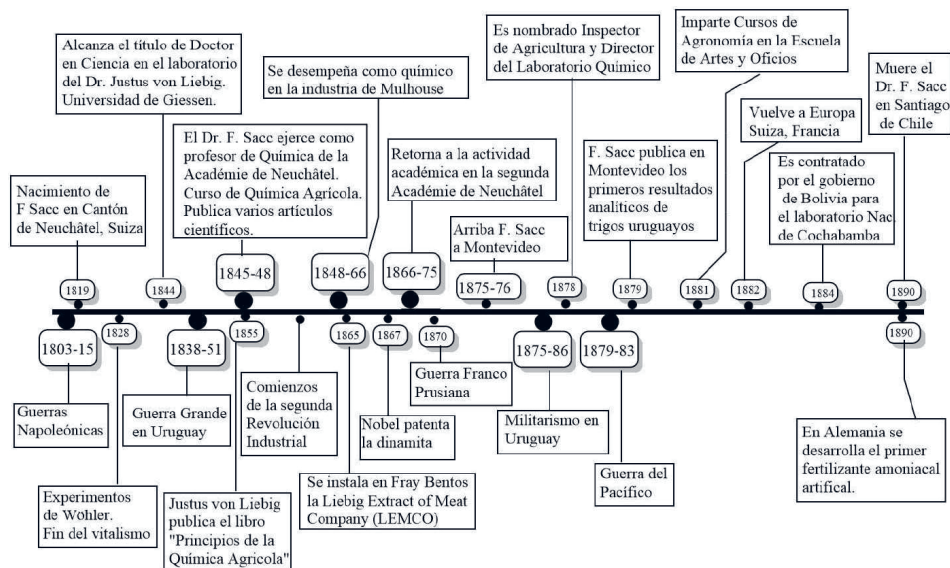 Alcanza el título de Doctor
en Ciencia en el laboratorio
del Dr. Justus von Liebig.
Universidad de Giessen.
Se desempeña como químico
en la industria de Mulhouse
Es nombrado Inspector
de Agricultura y Director
del Laboratorio Químico
Imparte Cursos de
Agronomía en la Escuela
de Artes y Oficios
Muere el
Dr. F. Sacc
en Santiago
de Chile
Nacimiento de
F Sacc en Cantón
de Neuchâtel, Suiza
El Dr. F. Sacc ejerce como
profesor de Química de la
Académie de Neuchâtel.
Curso de Química Agrícola.
Publica varios artículos
científicos.
Retorna a la actividad
académica en la segunda
Académie de Neuchâtel
Arriba F. Sacc
a Montevideo
F. Sacc publica en
Montevideo los
primeros resultados
analíticos de
trigos uruguayos
Vuelve a Europa
Suiza, Francia
Es contratado
por el gobierno
de Bolivia para
el laboratorio Nac.
de Cochabamba
1819
1844
1845-48
1848-66
1866-75
1875-76
1878
1879
1881
1882
1884
1890
1803-15
1828
1838-51
1855
1865
1867
1870
1875-86
1879-83
1890
Guerras
Napoleónicas
Experimentos
de Wöhler.
Fin del vitalismo
Guerra Grande
en Uruguay
Justus von Liebig
publica el libro
"Principios de la
Química Agricola"
Comienzos
de la segunda
Revolución
Industrial
Se instala en Fray Bentos
la Liebig Extract of Meat
Company (LEMCO)
Nobel patenta
la dinamita
Guerra Franco
Prusiana
Militarismo en
Uruguay
Guerra del
Pacífico
En Alemania se
desarrolla el primer
fertilizante amoniacal
artifical.